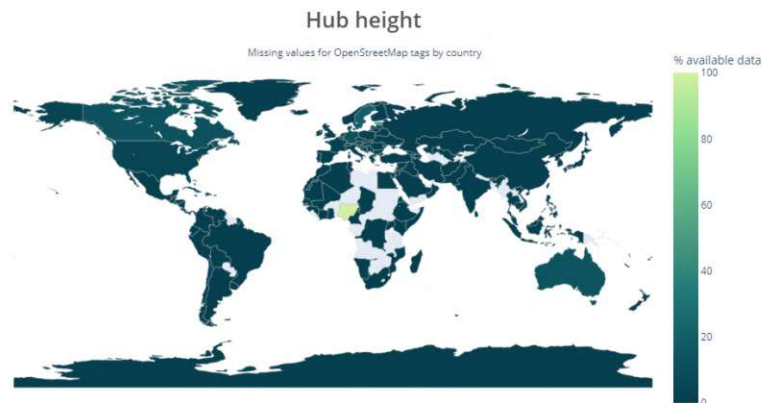 Hub height
Missing values for OpenStreetMap tags by country
% available data
100
80
60
40
20
0